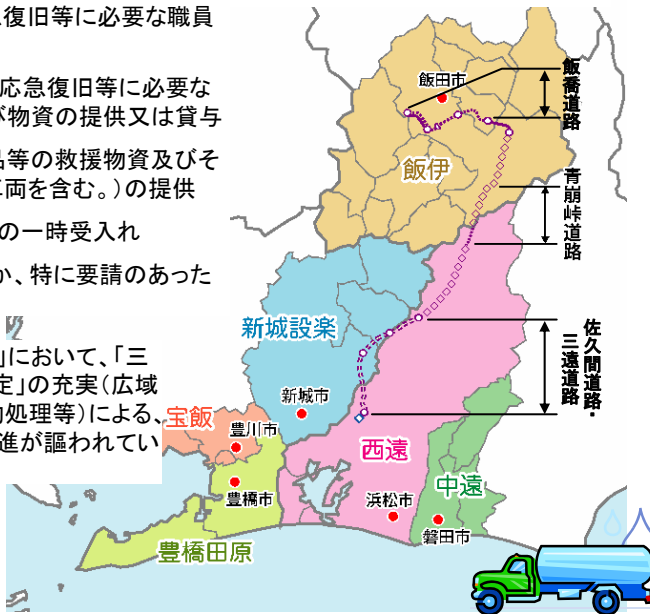 復旧等に必要な職員
応急復旧等に必要な
び物資の提供又は貸与
品等の救援物資及びそ
車両を含む。）の提供
の一時受入れ
か、特に要請のあった
」において、「三
定」の充実（広域
物処理等）による、
進が謳われてい
飯田市
飯喬道路
飯伊
青崩峠道路
新城設楽
佐久間道路・
三遠道路
新城市
宝飯
豊川市
西遠
豊橋市
浜松市
中遠
磐田市
豊橋田原